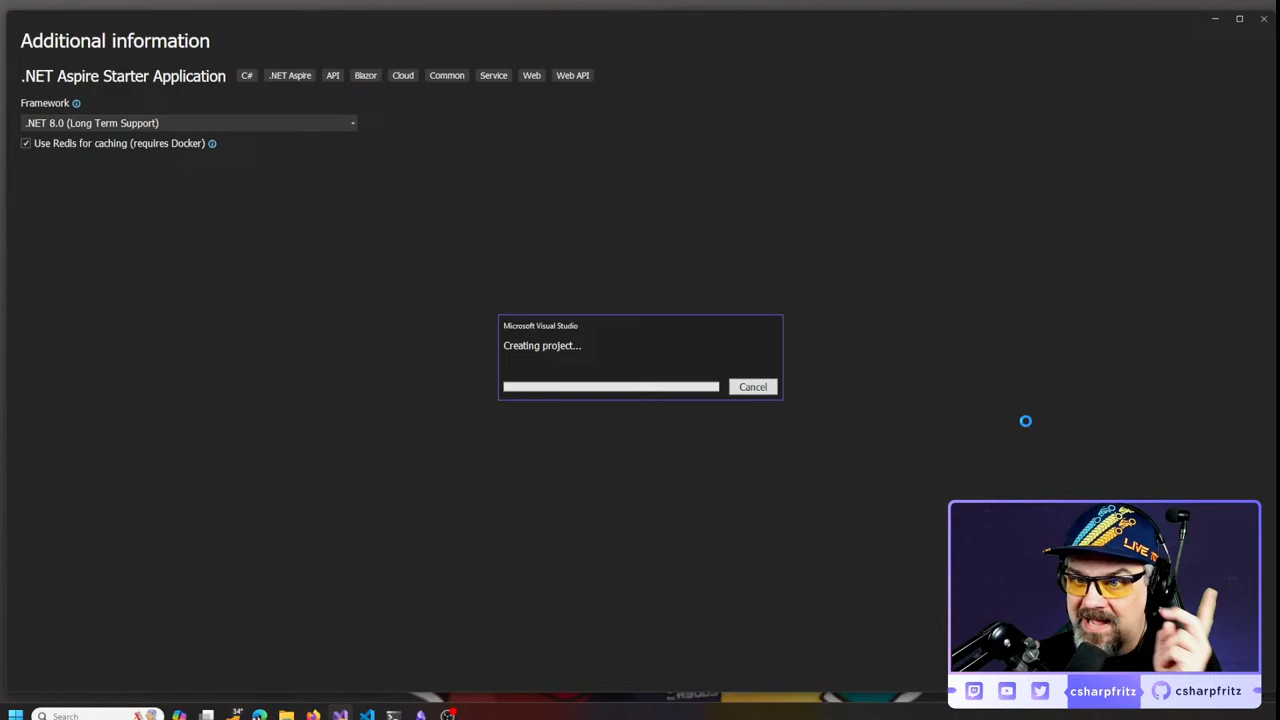 Additional information
.NET Aspire Starter Application C# .NET Aspire API Blazor Cloud Common Service Web Web API
Framework
.NET 8.0 (Long Term Support)
Use Redis for caching (requires Docker)
Microsoft Visual Studio
Creating project...
Cancel
LIVE
csharpfritz csharpfritz
34°
Search